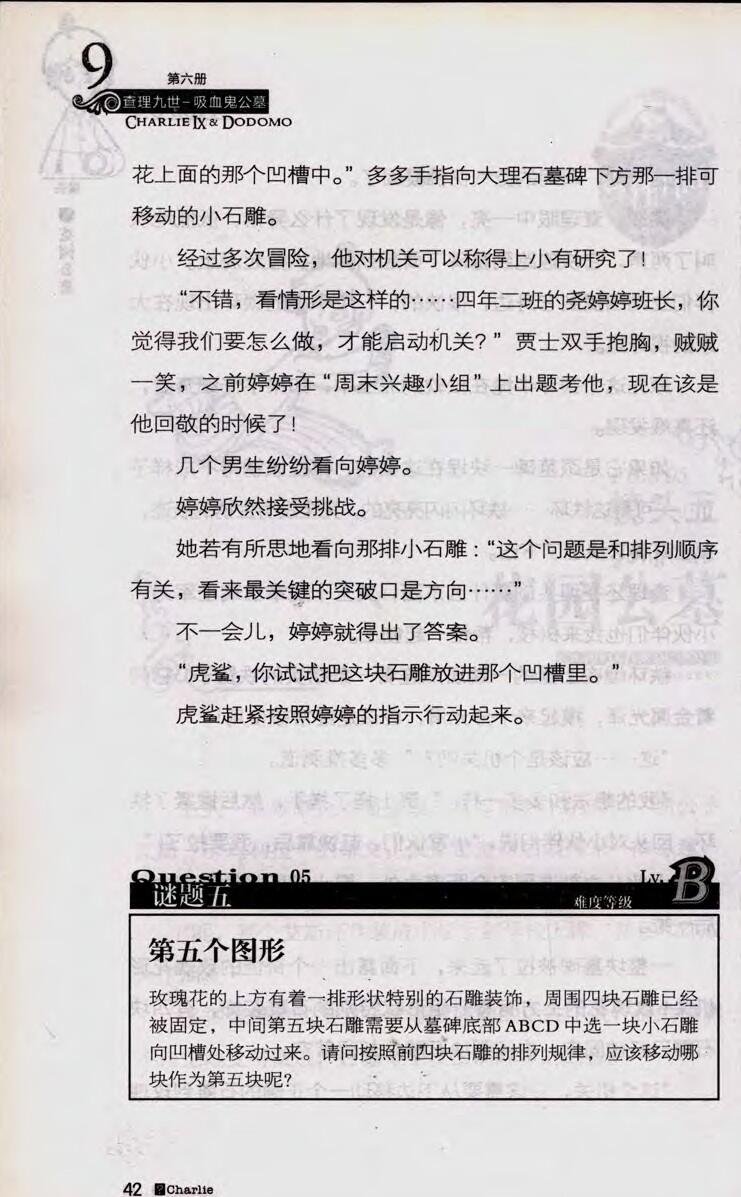 9
第六册
查理九世-吸血鬼公墓
CHARLIE IX & DODOMO
花上面的那个凹槽中。”多多手指向大理石墓碑下方那一排可
移动的小石雕。
经过多次冒险，他对机关可以称得上小有研究了！
“不错，看情形是这样的……四年二班的尧婷婷班长，你
觉得我们要怎么做，才能启动机关？”贾士双手抱胸，贼贼
一笑，之前婷婷在“周末兴趣小组”上出题考他，现在该是
他回敬的时候了！
几个男生纷纷看向婷婷。
婷婷欣然接受挑战。
她若有所思地看向那排小石雕：“这个问题是和排列顺序
有关，看来最关键的突破口是方向……”
不一会儿，婷婷就得出了答案。
“虎鲨，你试试把这块石雕放进那个凹槽里。”
虎鲨赶紧按照婷婷的指示行动起来。
Question 05
Lv. B
谜题五
难度等级
第五个图形
玫瑰花的上方有着一排形状特别的石雕装饰，周围四块石雕已经
被固定，中间第五块石雕需要从墓碑底部 ABCD 中选一块小石雕
向凹槽处移动过来。请问按照前四块石雕的排列规律，应该移动哪
块作为第五块呢？
42 Charlie